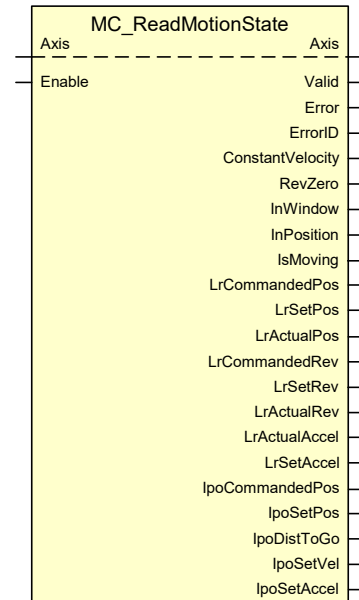 MC_ReadMotionState
Axis Axis
Enable Valid
Error
ErrorID
ConstantVelocity
RevZero
InWindow
InPosition
IsMoving
LrCommandedPos
LrSetPos
LrActualPos
LrCommandedRev
LrSetRev
LrActualRev
LrActualAccel
LrSetAccel
IpoCommandedPos
IpoSetPos
IpoDistToGo
IpoSetVel
IpoSetAccel